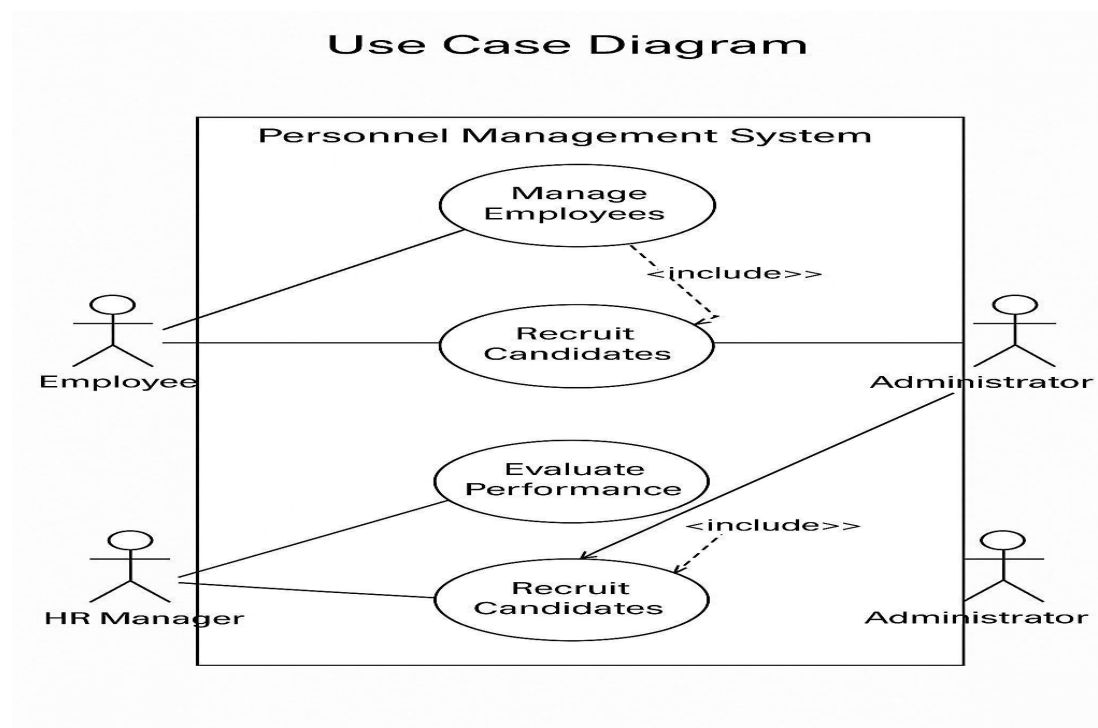 Use Case Diagram
Personnel Management System
Manage
Employees
<include>>
Recruit
Candidates
Employee
Administrator
Evaluate
Performance
<include>>
Recruit
Candidates
HR Manager
Administrator